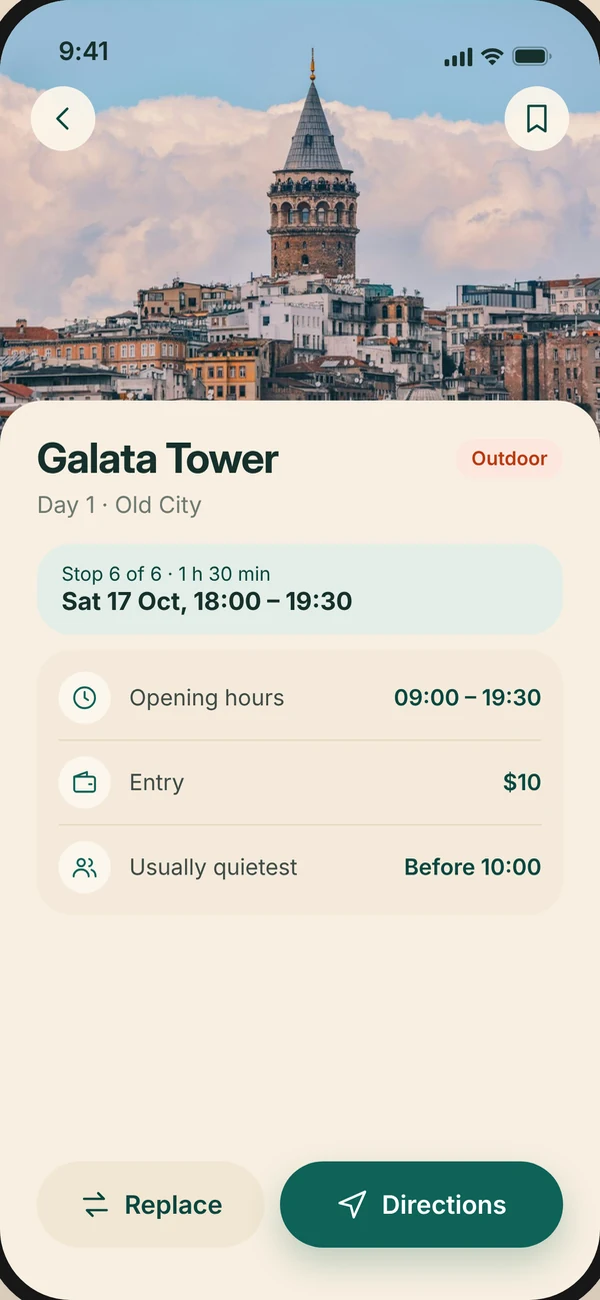 9:41
Galata Tower
Outdoor
Day 1 · Old City
Stop 6 of 6 · 1 h 30 min
Sat 17 Oct, 18:00 – 19:30
Opening hours
09:00 – 19:30
Entry
$10
Usually quietest
Before 10:00
Replace
Directions